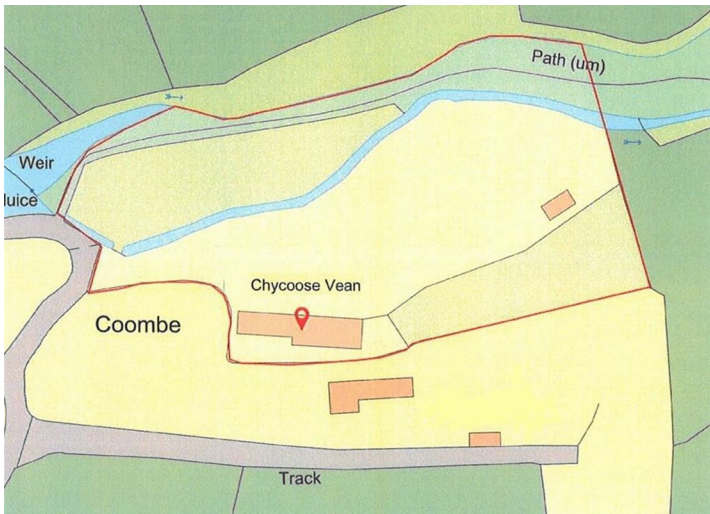 Path (um)
Weir
luice
Chycoose Vean
Coombe
Track